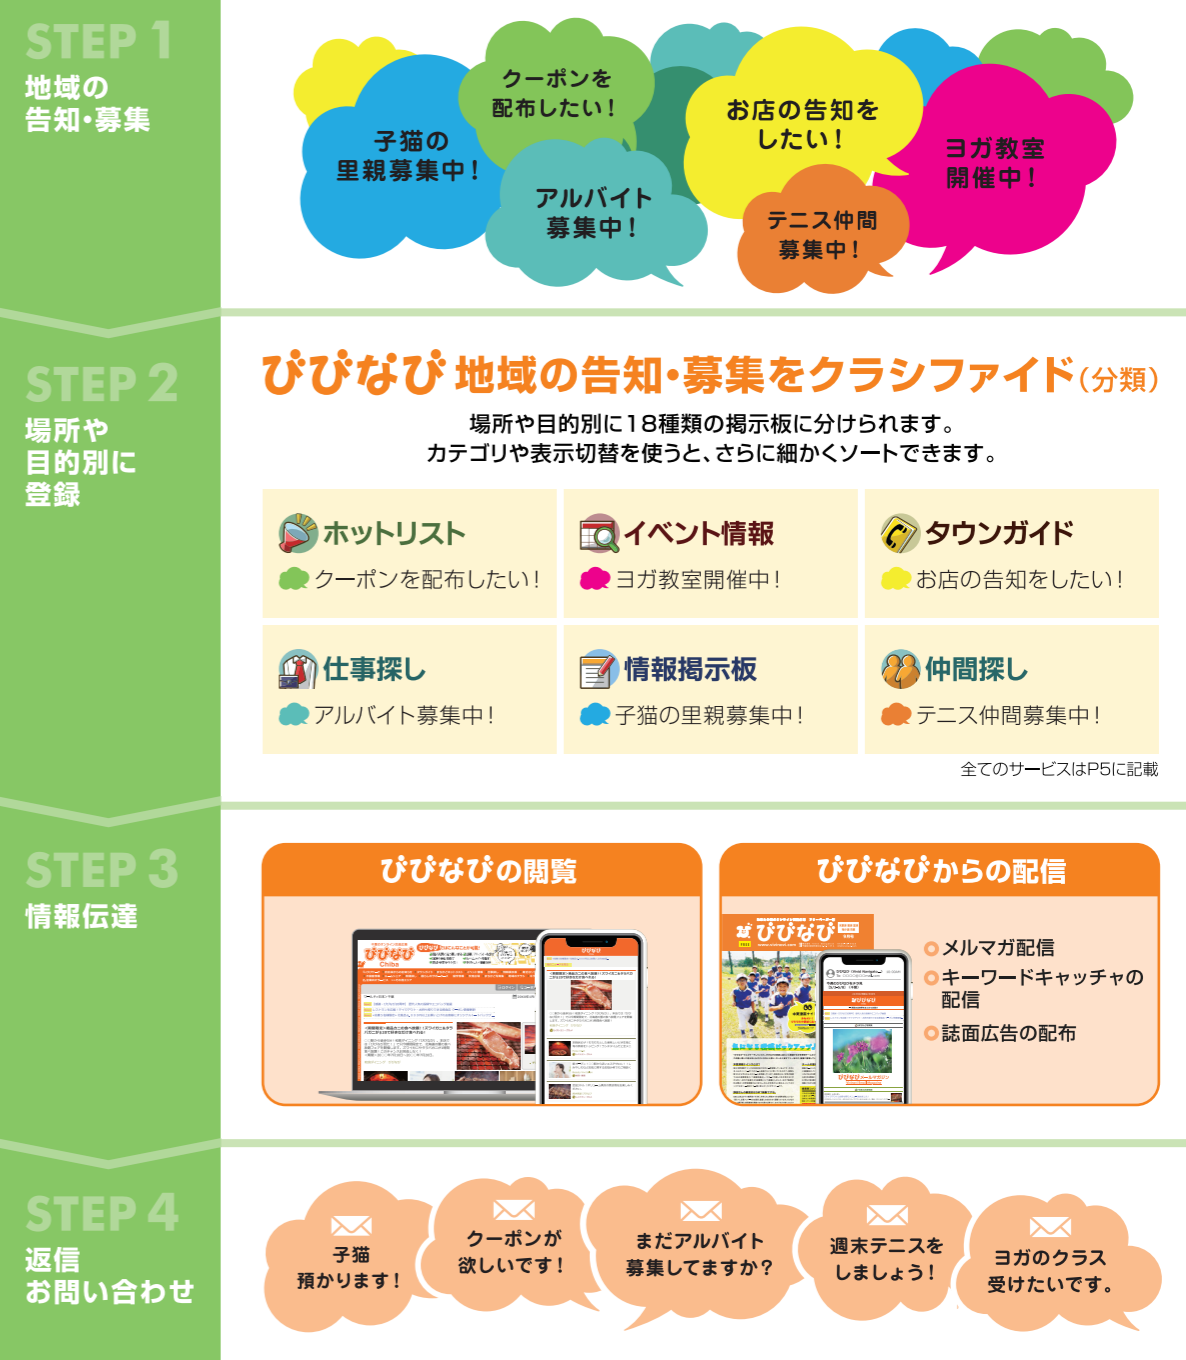 STEP 1
地域の
告知・募集
子猫の
里親募集中！
クーポンを
配布したい！
アルバイト
募集中！
お店の告知を
したい！
テニス仲間
募集中！
ヨガ教室
開催中！
STEP 2
場所や
目的別に
登録
びびなび 地域の告知・募集をクラシファイド（分類）
場所や目的別に18種類の掲示板に分けられます。
カテゴリや表示切替を使うと、さらに細かくソートできます。
ホットリスト
クーポンを配布したい！
イベント情報
ヨガ教室開催中！
タウンガイド
お店の告知をしたい！
仕事探し
アルバイト募集中！
情報掲示板
子猫の里親募集中！
仲間探し
テニス仲間募集中！
全てのサービスはP5に記載
STEP 3
情報伝達
びびなびの閲覧
びびなび
Chiba
びびなびからの配信
びびなび
メルマガ配信
キーワードキャッチャの
配信
誌面広告の配布
STEP 4
返信
お問い合わせ
子猫
預かります！
クーポンが
欲しいです！
まだアルバイト
募集してますか？
週末テニスを
しましょう！
ヨガのクラス
受けたいです。